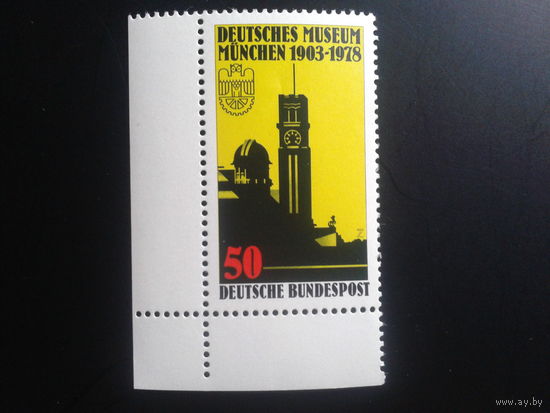 DEUTSCHES MUSEUM
MÜNCHEN 1903-1978
50
DEUTSCHE BUNDESPOST
www.ay.by